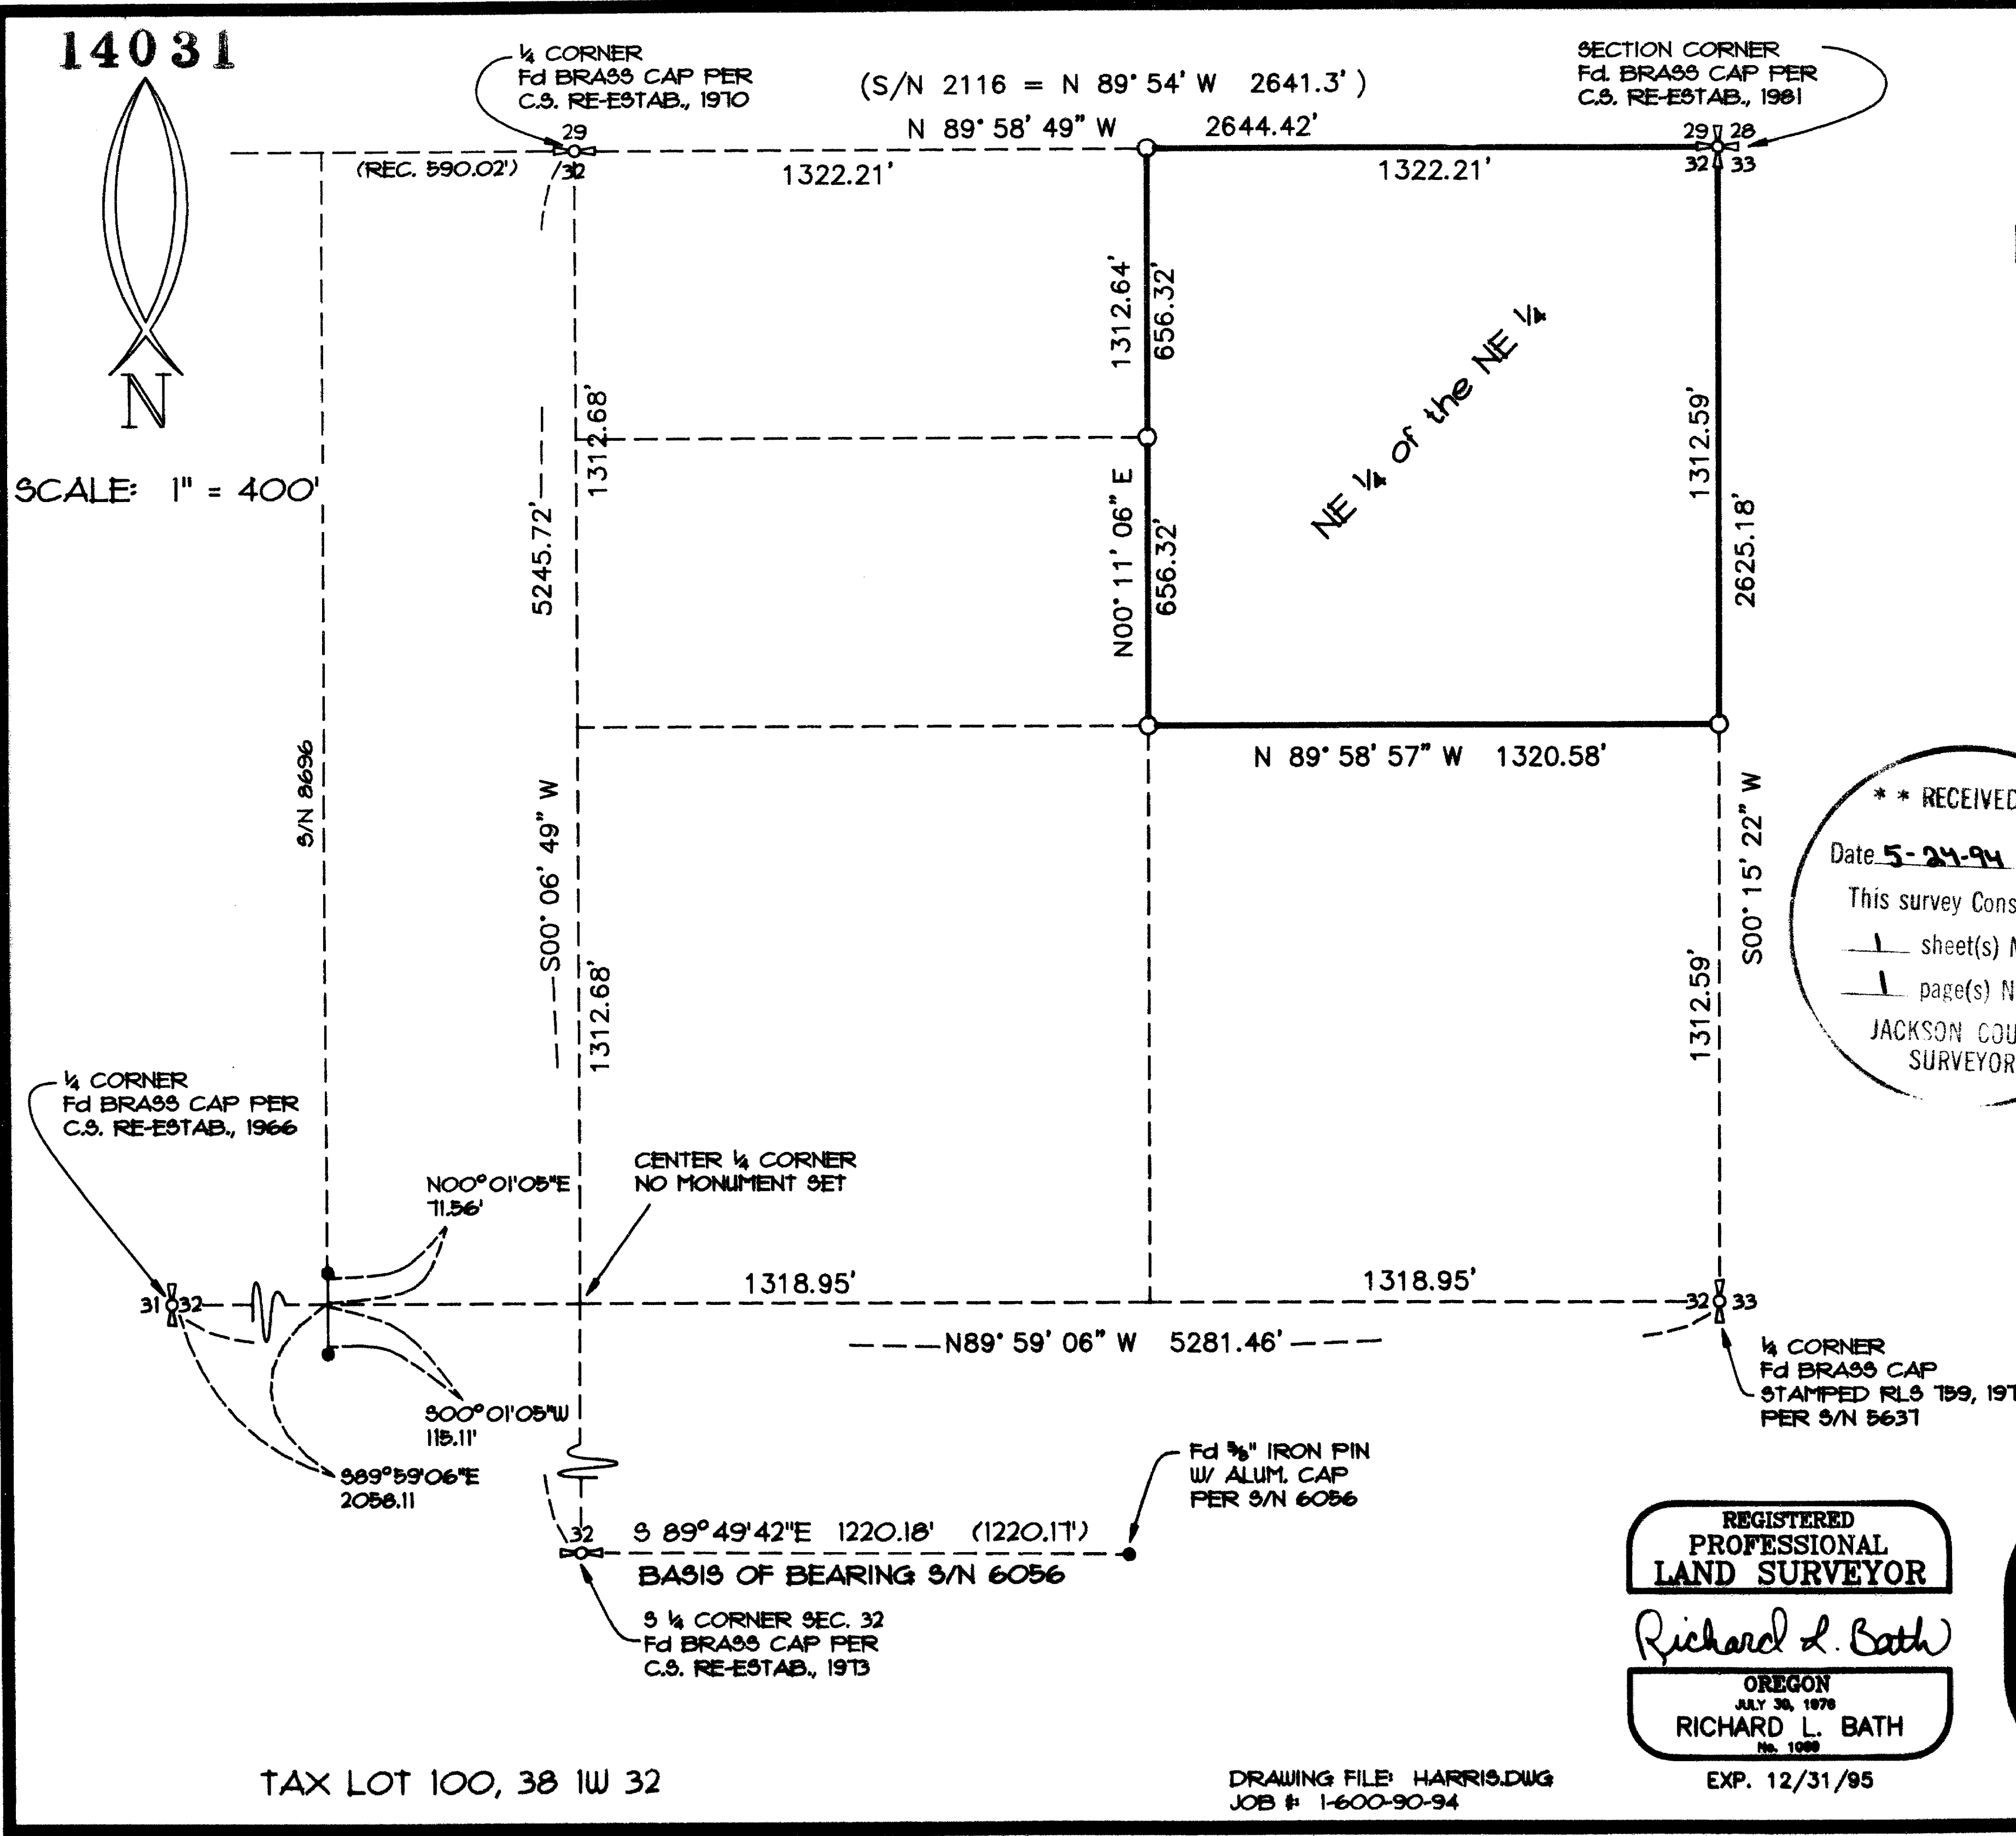 14031
1/4 CORNER
Fd BRASS CAP PER
C.S. RE-ESTAB., 1970
(S/N 2116 = N 89° 54' W 2641.3')
SECTION CORNER
Fd. BRASS CAP PER
C.S. RE-ESTAB., 1981
N 89° 58' 49" W 2644.42'
29
32
29 28
32 33
(REC. 590.02')
1322.21'
1322.21'
N
SCALE: 1" = 400'
1312.64'
656.32'
NE 1/4 of the NE 1/4
1312.68'
1312.59'
5245.72'
N00° 11' 06" E
656.32'
2625.18'
N 89° 58' 57" W 1320.58'
S/N 8696
S00° 06' 49" W
S00° 15' 22" W
1312.68'
1312.59'
* * RECEIVED
Date 5-24-94
This survey Cons
1 sheet(s) M
1 page(s) N
JACKSON COU
SURVEYOR
1/4 CORNER
Fd BRASS CAP PER
C.S. RE-ESTAB., 1966
N00°01'05"E
71.56'
CENTER 1/4 CORNER
NO MONUMENT SET
31 32
1318.95'
1318.95'
32 33
N89° 59' 06" W 5281.46'
1/4 CORNER
Fd BRASS CAP
STAMPED RLS 759, 197
PER S/N 5637
S00°01'05"W
115.11'
S89°59'06"E
2058.11
Fd 5/8" IRON PIN
W/ ALUM. CAP
PER S/N 6056
32
S 89°49'42"E 1220.18' (1220.17')
BASIS OF BEARING S/N 6056
S 1/4 CORNER SEC. 32
Fd BRASS CAP PER
C.S. RE-ESTAB., 1973
REGISTERED
PROFESSIONAL
LAND SURVEYOR
Richard L. Bath
OREGON
JULY 30, 1976
RICHARD L. BATH
No. 1069
EXP. 12/31/95
TAX LOT 100, 38 1W 32
DRAWING FILE: HARRIS.DWG
JOB #: 1-600-90-94